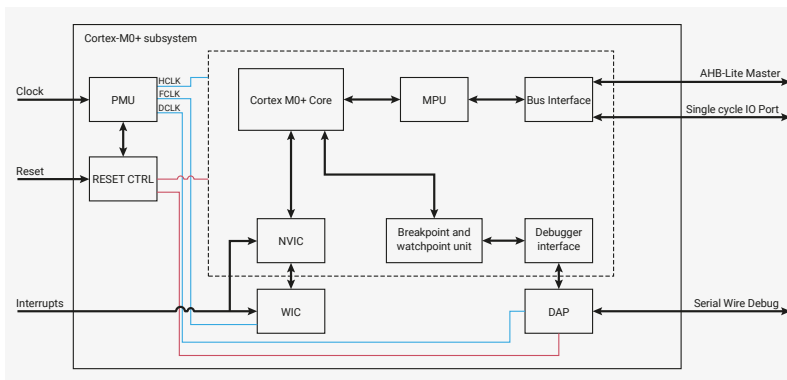 Cortex-M0+ subsystem
Clock
PMU
HCLK
FCLK
DCLK
Cortex M0+ Core
MPU
Bus Interface
AHB-Lite Master
Single cycle IO Port
Reset
RESET CTRL
NVIC
Breakpoint and
watchpoint unit
Debugger
interface
Interrupts
WIC
DAP
Serial Wire Debug